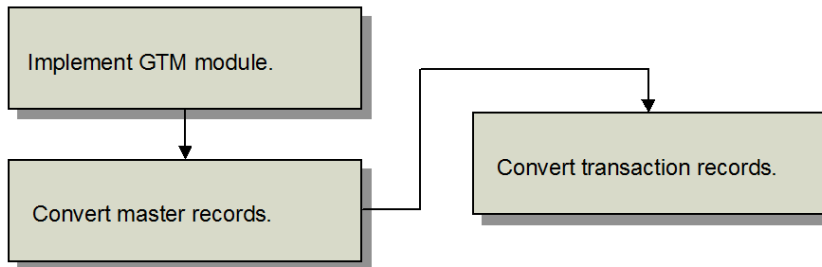 Implement GTM module.
Convert master records.
Convert transaction records.